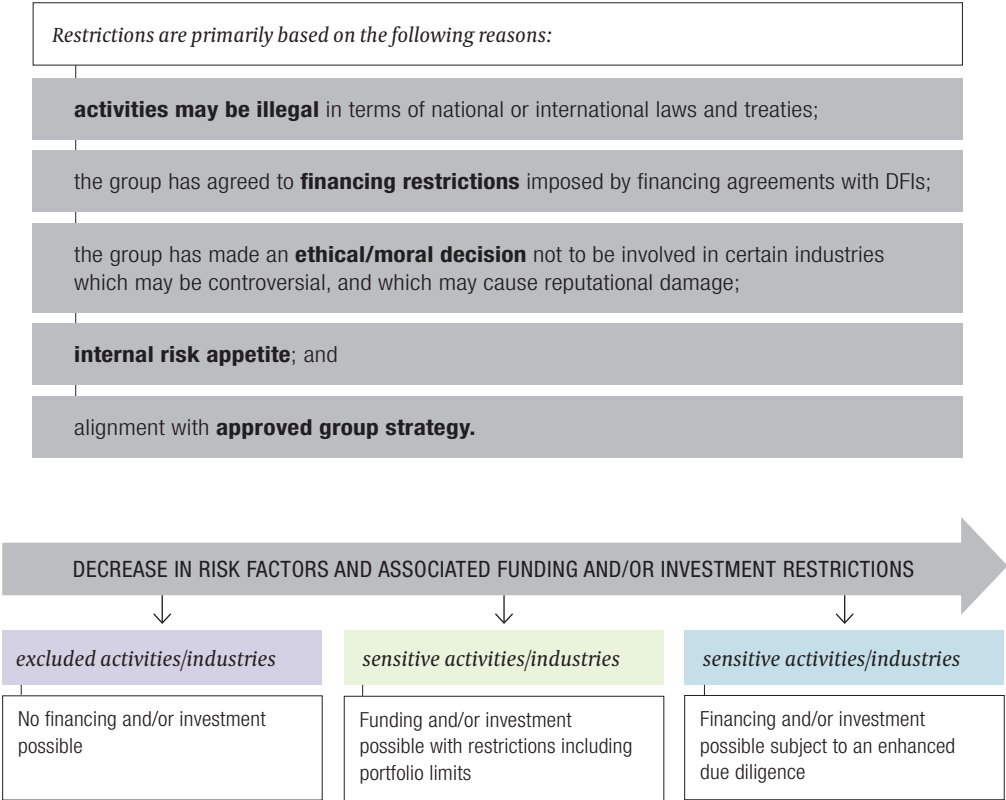 Restrictions are primarily based on the following reasons:
activities may be illegal in terms of national or international laws and treaties;
the group has agreed to financing restrictions imposed by financing agreements with DFIs;
the group has made an ethical/moral decision not to be involved in certain industries
which may be controversial, and which may cause reputational damage;
internal risk appetite; and
alignment with approved group strategy.
DECREASE IN RISK FACTORS AND ASSOCIATED FUNDING AND/OR INVESTMENT RESTRICTIONS
excluded activities/industries
No financing and/or investment
possible
sensitive activities/industries
Funding and/or investment
possible with restrictions including
portfolio limits
sensitive activities/industries
Financing and/or investment
possible subject to an enhanced
due diligence